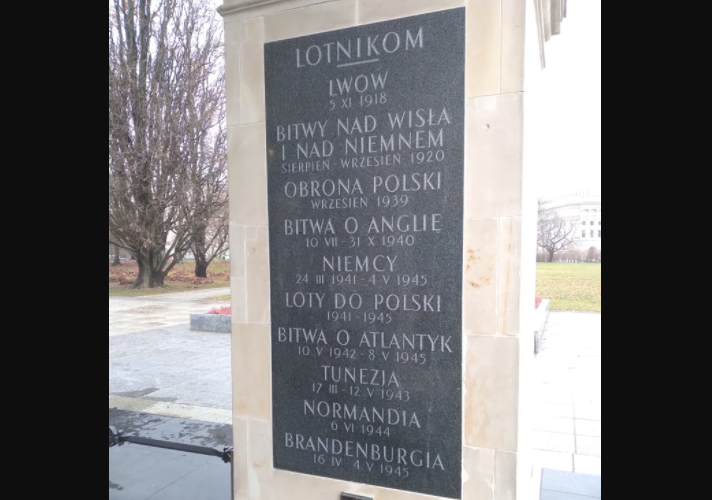 LOTNIKOM
LWOW
5 XI 1918
BITWY NAD WISŁA
I NAD NIEMNEM
SIERPIEŃ - WRZESIEŃ 1920
OBRONA POLSKI
WRZESIEŃ 1939
BITWA O ANGLIE
10 VII - 31 X 1940
NIEMCY
24 III 1941 - 4 V 1945
LOTY DO POLSKI
1941 - 1945
BITWA O ATLANTYK
10 V 1942 - 8 V 1945
TUNEZJA
17 III - 12 V 1943
NORMANDIA
6 VI 1944
BRANDENBURGIA
16 IV 4 V 1945